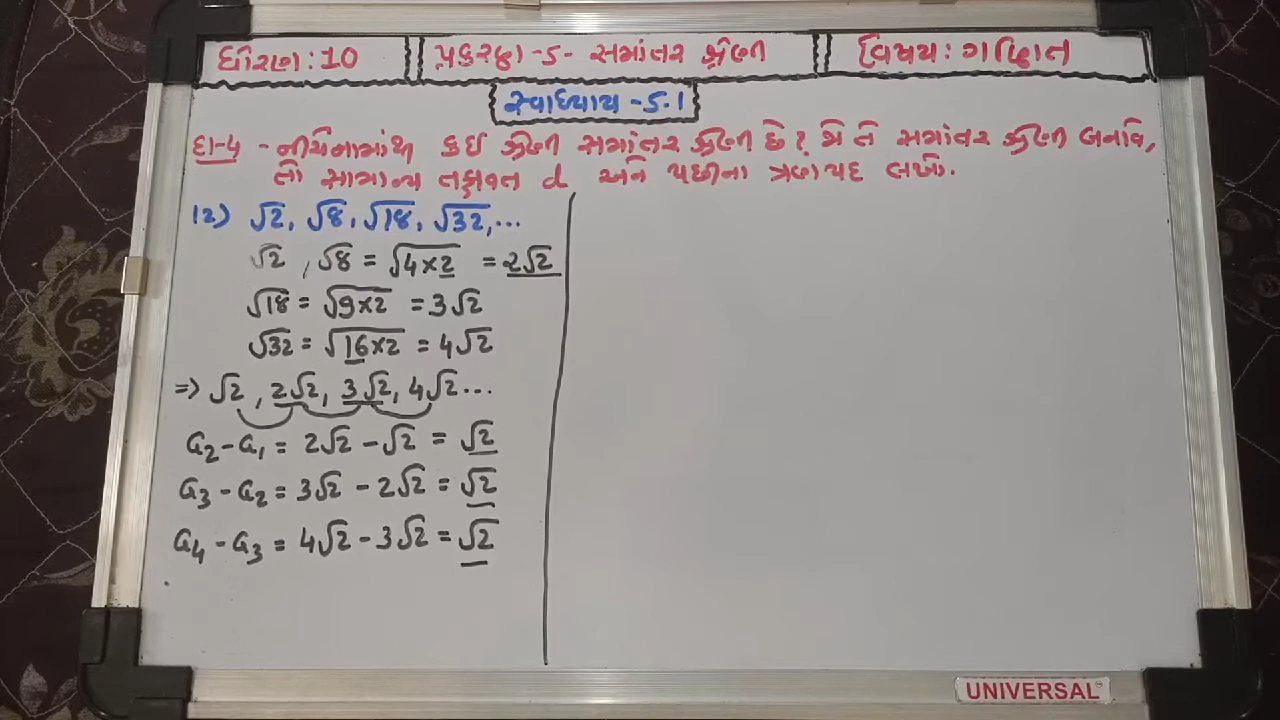 ધોરણ: 10
પ્રકરણ -5- સમાંતર શ્રેણી
વિષય: ગણિત
સ્વાધ્યાય -5.1
દા-4 - નીચેનામાંથી કઈ શ્રેણી સમાંતર શ્રેણી છે? જો તે સમાંતર શ્રેણી બનાવે,
તો સામાન્ય તફાવત d અને પછીના ત્રણ પદ લખો.
12) √2, √8, √18, √32, ...
√2 , √8 = √4×2 = 2√2
√18 = √9×2 = 3√2
√32 = √16×2 = 4√2
=> √2 , 2√2, 3√2, 4√2 ...
a2 - a1 = 2√2 - √2 = √2
a3 - a2 = 3√2 - 2√2 = √2
a4 - a3 = 4√2 - 3√2 = √2
UNIVERSAL